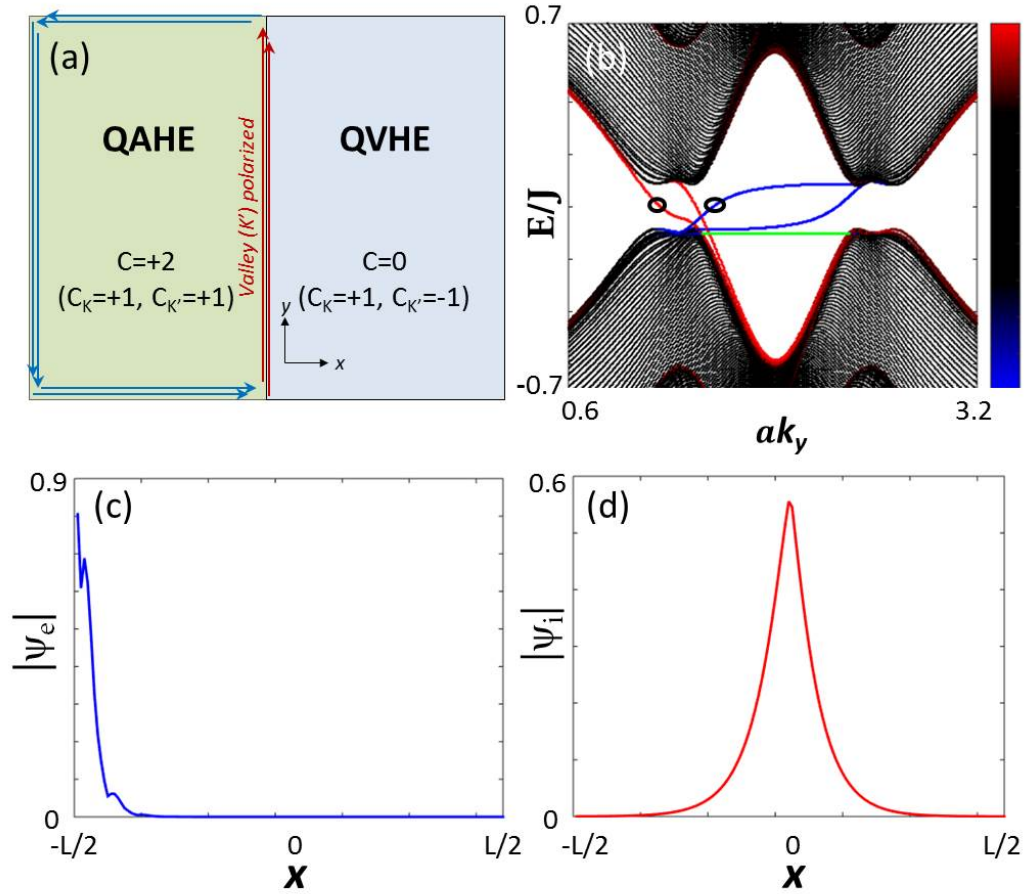 (a)
QAHE
QVHE
Valley (K') polarized
C=+2
(C_K=+1, C_K'=+1)
C=0
(C_K=+1, C_K'=-1)
y
x
(b)
0.7
E/J
-0.7
0.6
3.2
ak_y
(c)
0.9
|ψ_e|
0
-L/2
0
L/2
X
(d)
0.6
|ψ_i|
0
-L/2
0
L/2
X